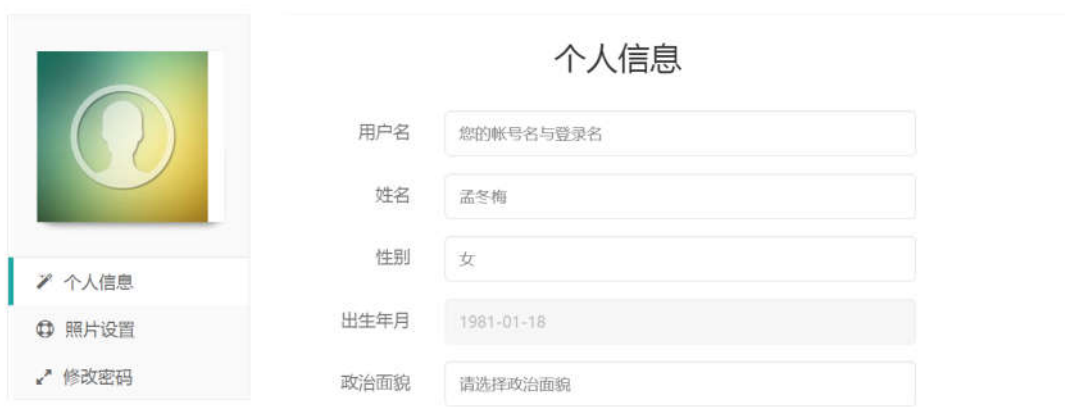 个人信息
照片设置
修改密码
个人信息
用户名 您的帐号名与登录名
姓名 孟冬梅
性别 女
出生年月 1981-01-18
政治面貌 请选择政治面貌